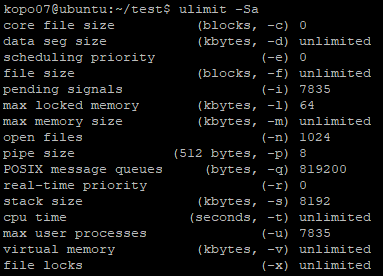 kopo07@ubuntu:~/test$ ulimit -Sa
core file size          (blocks, -c) 0
data seg size           (kbytes, -d) unlimited
scheduling priority             (-e) 0
file size               (blocks, -f) unlimited
pending signals                 (-i) 7835
max locked memory       (kbytes, -l) 64
max memory size         (kbytes, -m) unlimited
open files                      (-n) 1024
pipe size            (512 bytes, -p) 8
POSIX message queues     (bytes, -q) 819200
real-time priority              (-r) 0
stack size              (kbytes, -s) 8192
cpu time               (seconds, -t) unlimited
max user processes              (-u) 7835
virtual memory          (kbytes, -v) unlimited
file locks                      (-x) unlimited